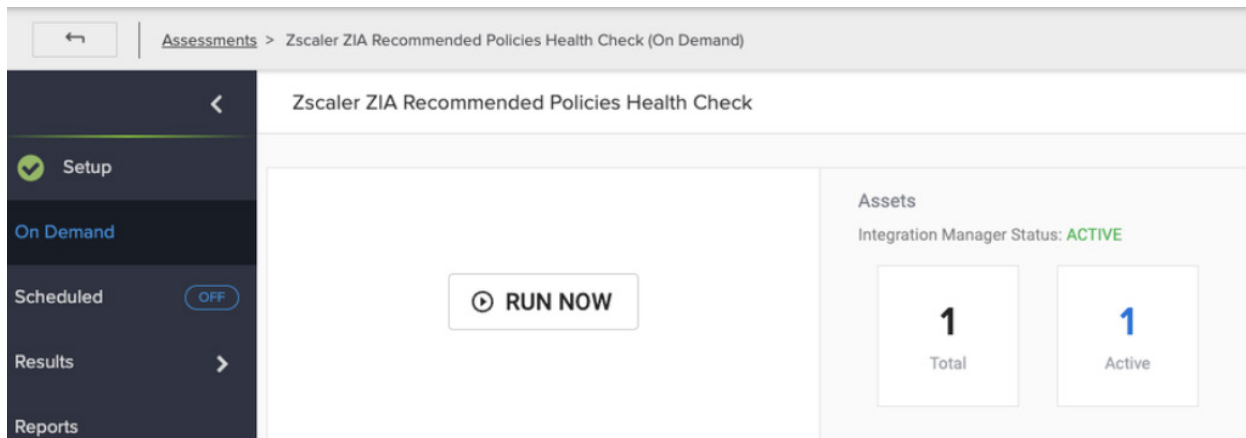 Assessments > Zscaler ZIA Recommended Policies Health Check (On Demand)
Zscaler ZIA Recommended Policies Health Check
Setup
On Demand
Scheduled OFF
Results
Reports
RUN NOW
Assets
Integration Manager Status: ACTIVE
1
Total
1
Active